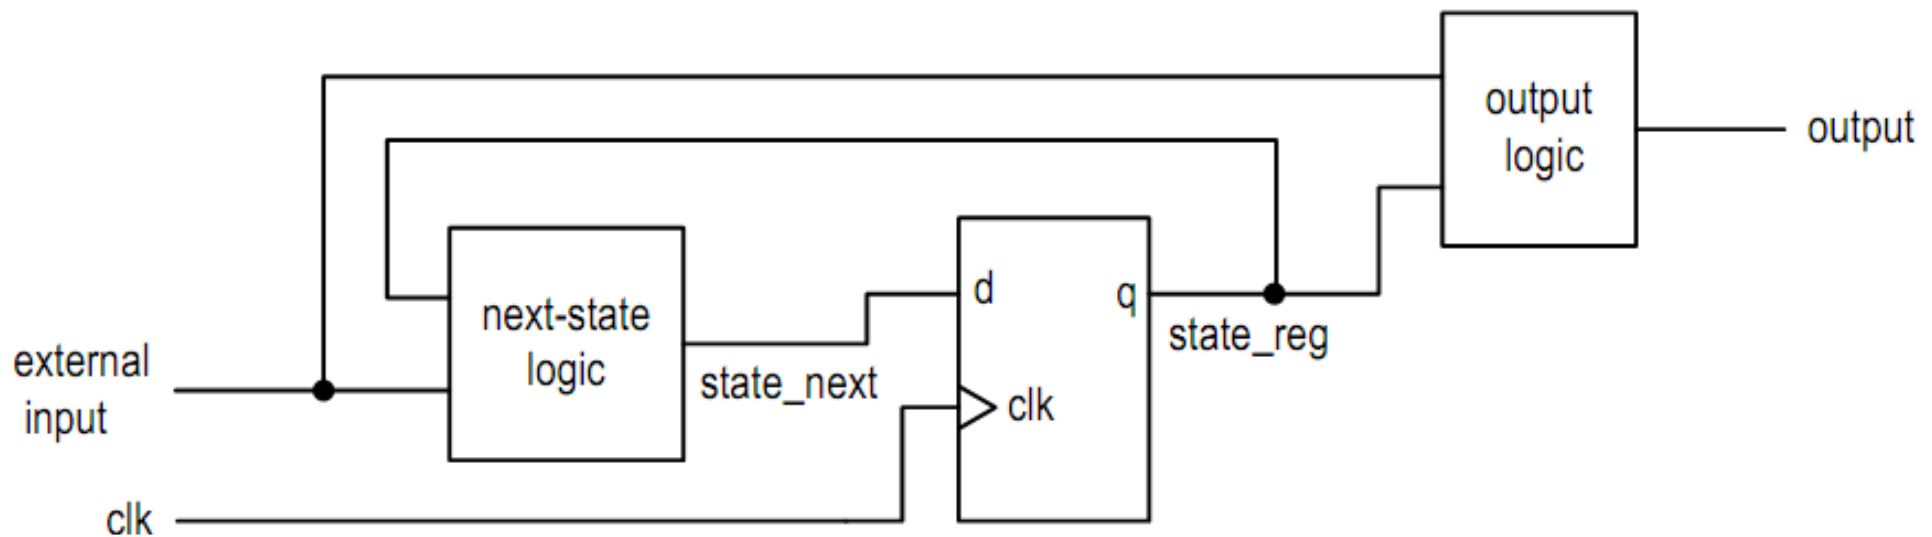 output
logic
output
d
q
next-state
logic
state_reg
external
input
state_next
clk
clk